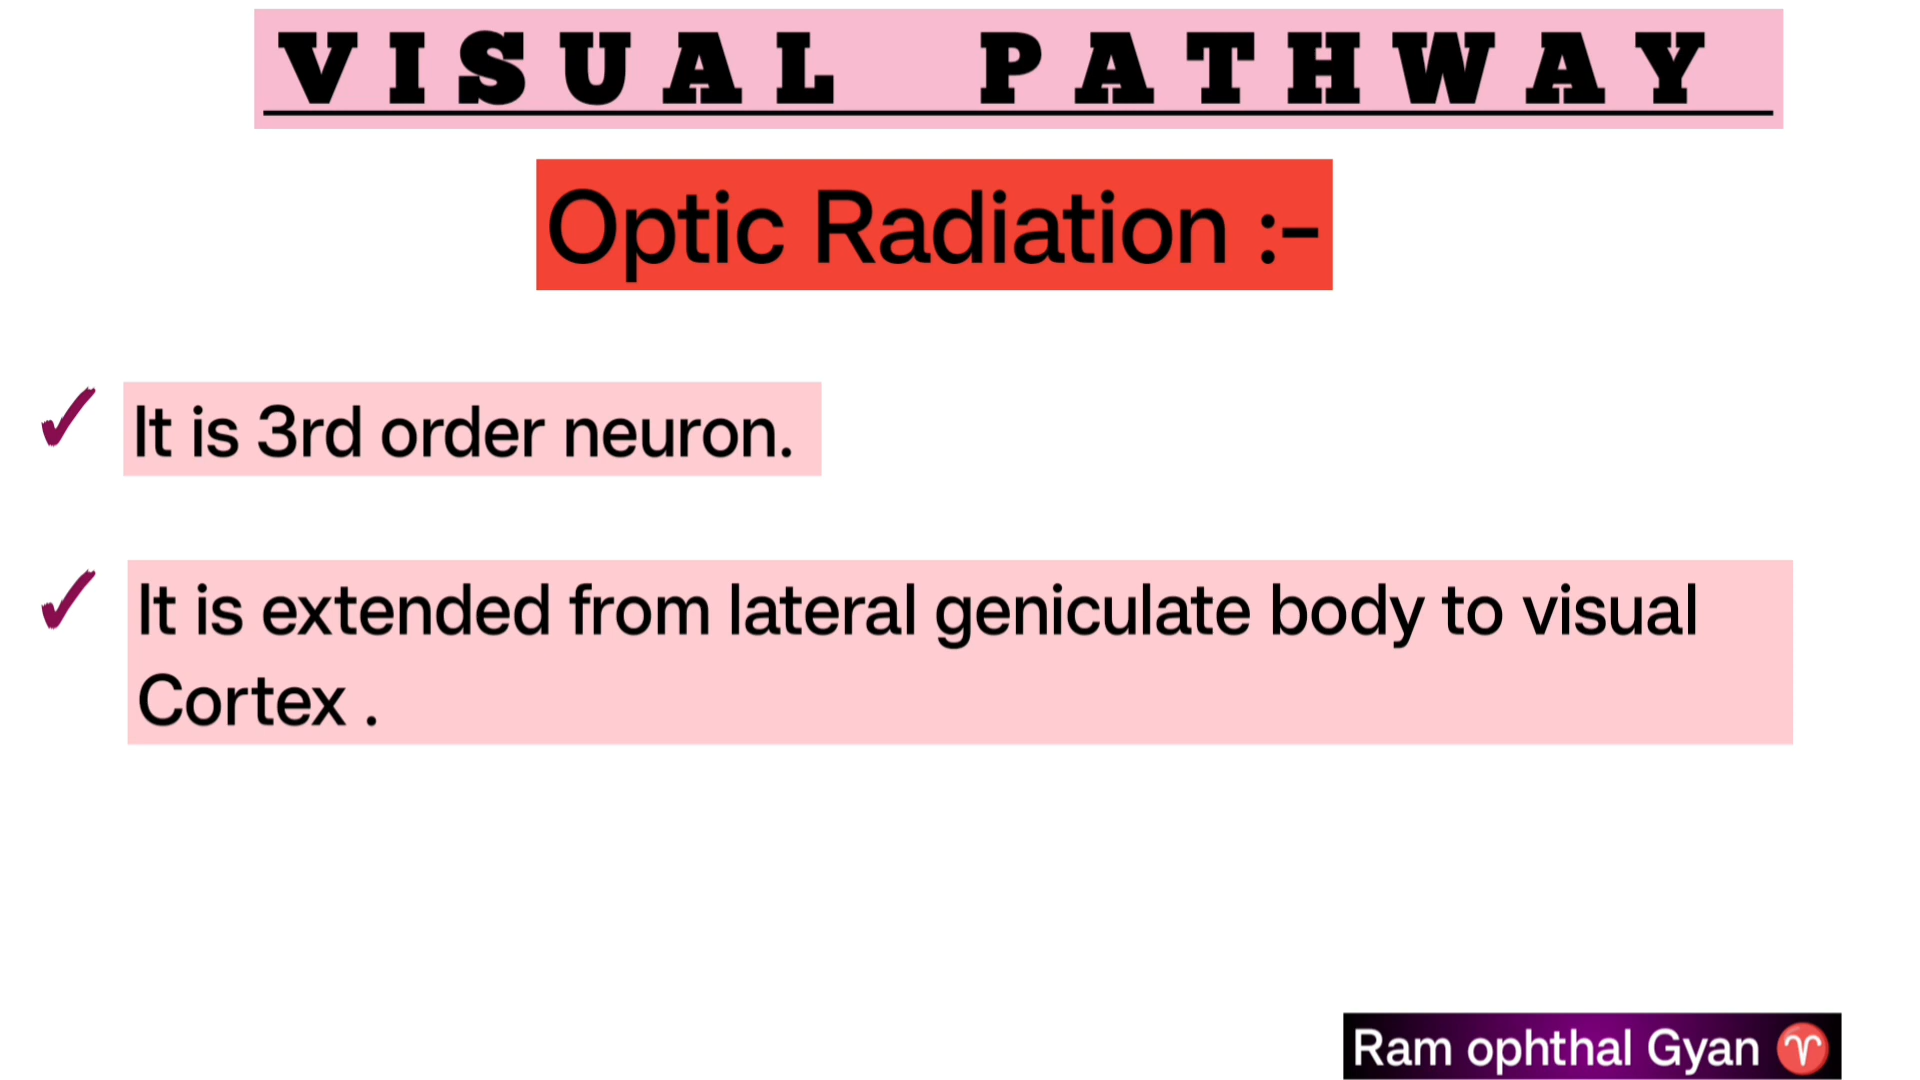 VISUAL PATHWAY
Optic Radiation :-
✓ It is 3rd order neuron.
✓ It is extended from lateral geniculate body to visual
Cortex .
Ram ophthal Gyan ♈